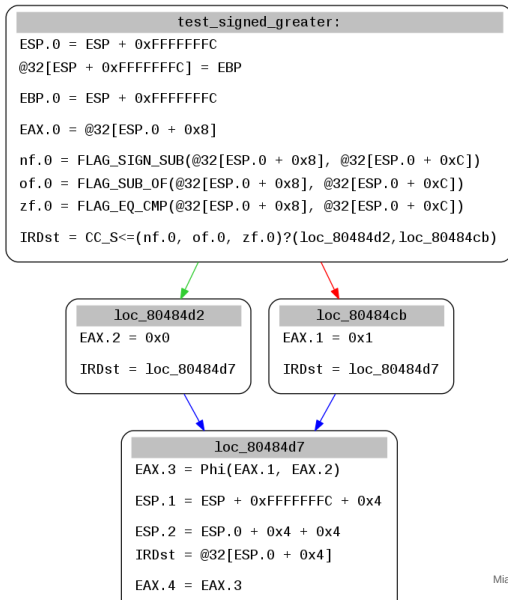 test_signed_greater:
ESP.0 = ESP + 0xFFFFFFFC
@32[ESP + 0xFFFFFFFC] = EBP
EBP.0 = ESP + 0xFFFFFFFC
EAX.0 = @32[ESP.0 + 0x8]
nf.0 = FLAG_SIGN_SUB(@32[ESP.0 + 0x8], @32[ESP.0 + 0xC])
of.0 = FLAG_SUB_OF(@32[ESP.0 + 0x8], @32[ESP.0 + 0xC])
zf.0 = FLAG_EQ_CMP(@32[ESP.0 + 0x8], @32[ESP.0 + 0xC])
IRDst = CC_S<=(nf.0, of.0, zf.0)?(loc_80484d2,loc_80484cb)
loc_80484d2
EAX.2 = 0x0
IRDst = loc_80484d7
loc_80484cb
EAX.1 = 0x1
IRDst = loc_80484d7
loc_80484d7
EAX.3 = Phi(EAX.1, EAX.2)
ESP.1 = ESP + 0xFFFFFFFC + 0x4
ESP.2 = ESP.0 + 0x4 + 0x4
IRDst = @32[ESP.0 + 0x4]
EAX.4 = EAX.3